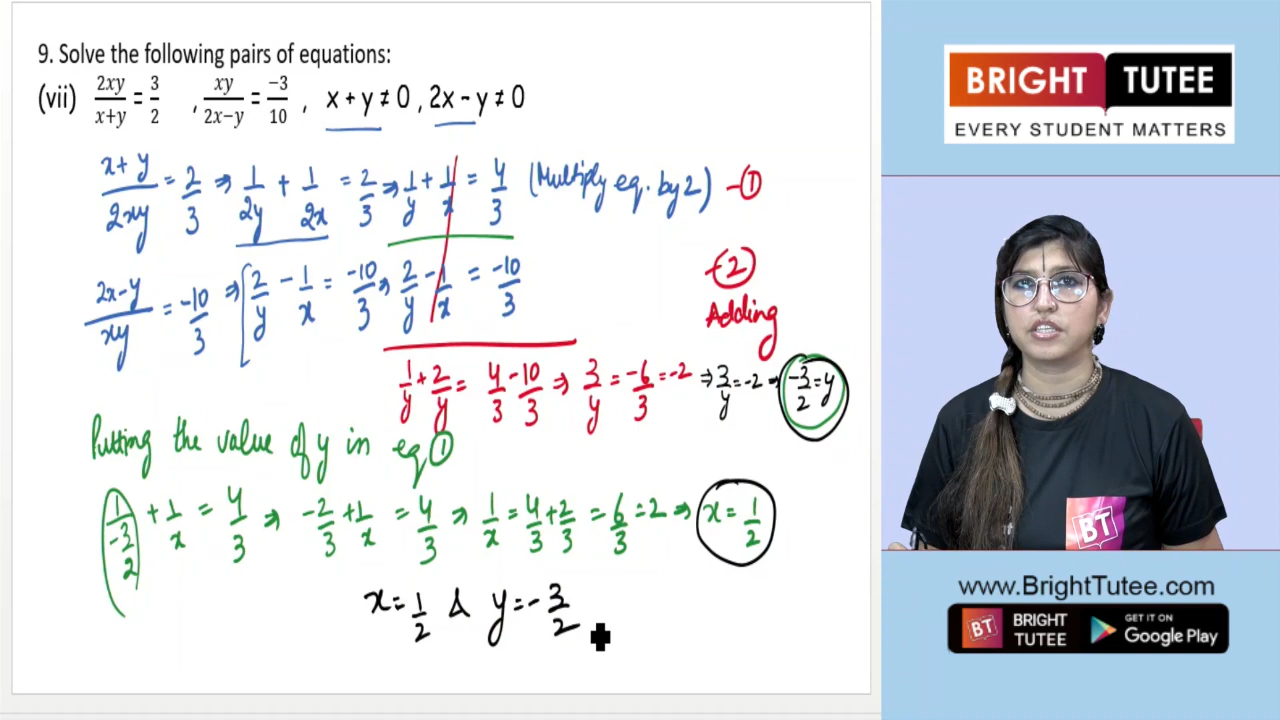 9. Solve the following pairs of equations:
(vii) 2xy/x+y = 3/2 , xy/2x−y = −3/10 , x + y ≠ 0 , 2x − y ≠ 0
x+y/2xy = 2/3 ⇒ 1/2y + 1/2x = 2/3 ⇒ 1/y + 1/x = 4/3 (Multiply eq. by 2) –①
2x−y/xy = −10/3 ⇒ [2/y − 1/x = −10/3 ⇒ 2/y − 1/x = −10/3 –②
Adding
1/y + 2/y = 4/3 − 10/3 ⇒ 3/y = −6/3 = −2 ⇒ 3/y = −2 ⇒ −3/2 = y
Putting the value of y in eq ①
1/−3/2 + 1/x = 4/3 ⇒ −2/3 + 1/x = 4/3 ⇒ 1/x = 4/3 + 2/3 = 6/3 = 2 ⇒ x = 1/2
x = 1/2 & y = −3/2
BRIGHT TUTEE
EVERY STUDENT MATTERS
BT
www.BrightTutee.com
BT BRIGHT TUTEE
GET IT ON
Google Play